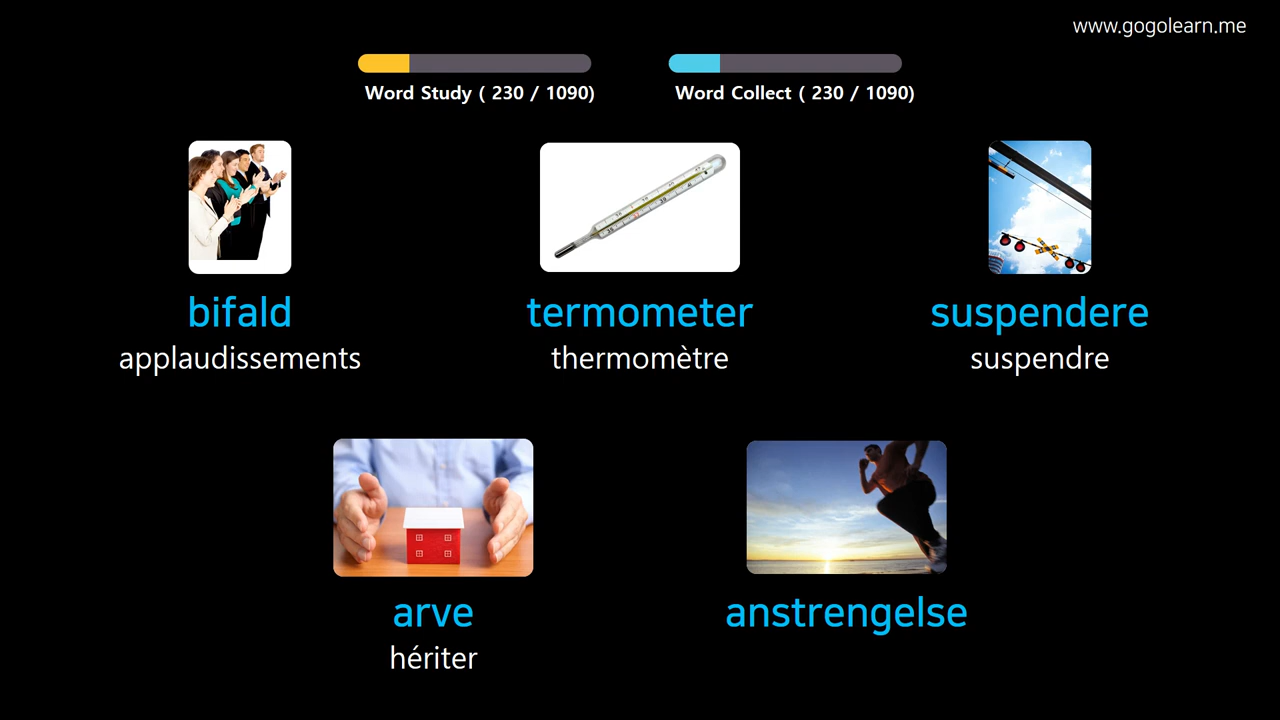 www.gogolearn.me
Word Study ( 230 / 1090)
Word Collect ( 230 / 1090)
bifald
applaudissements
termometer
thermomètre
suspendere
suspendre
arve
hériter
anstrengelse